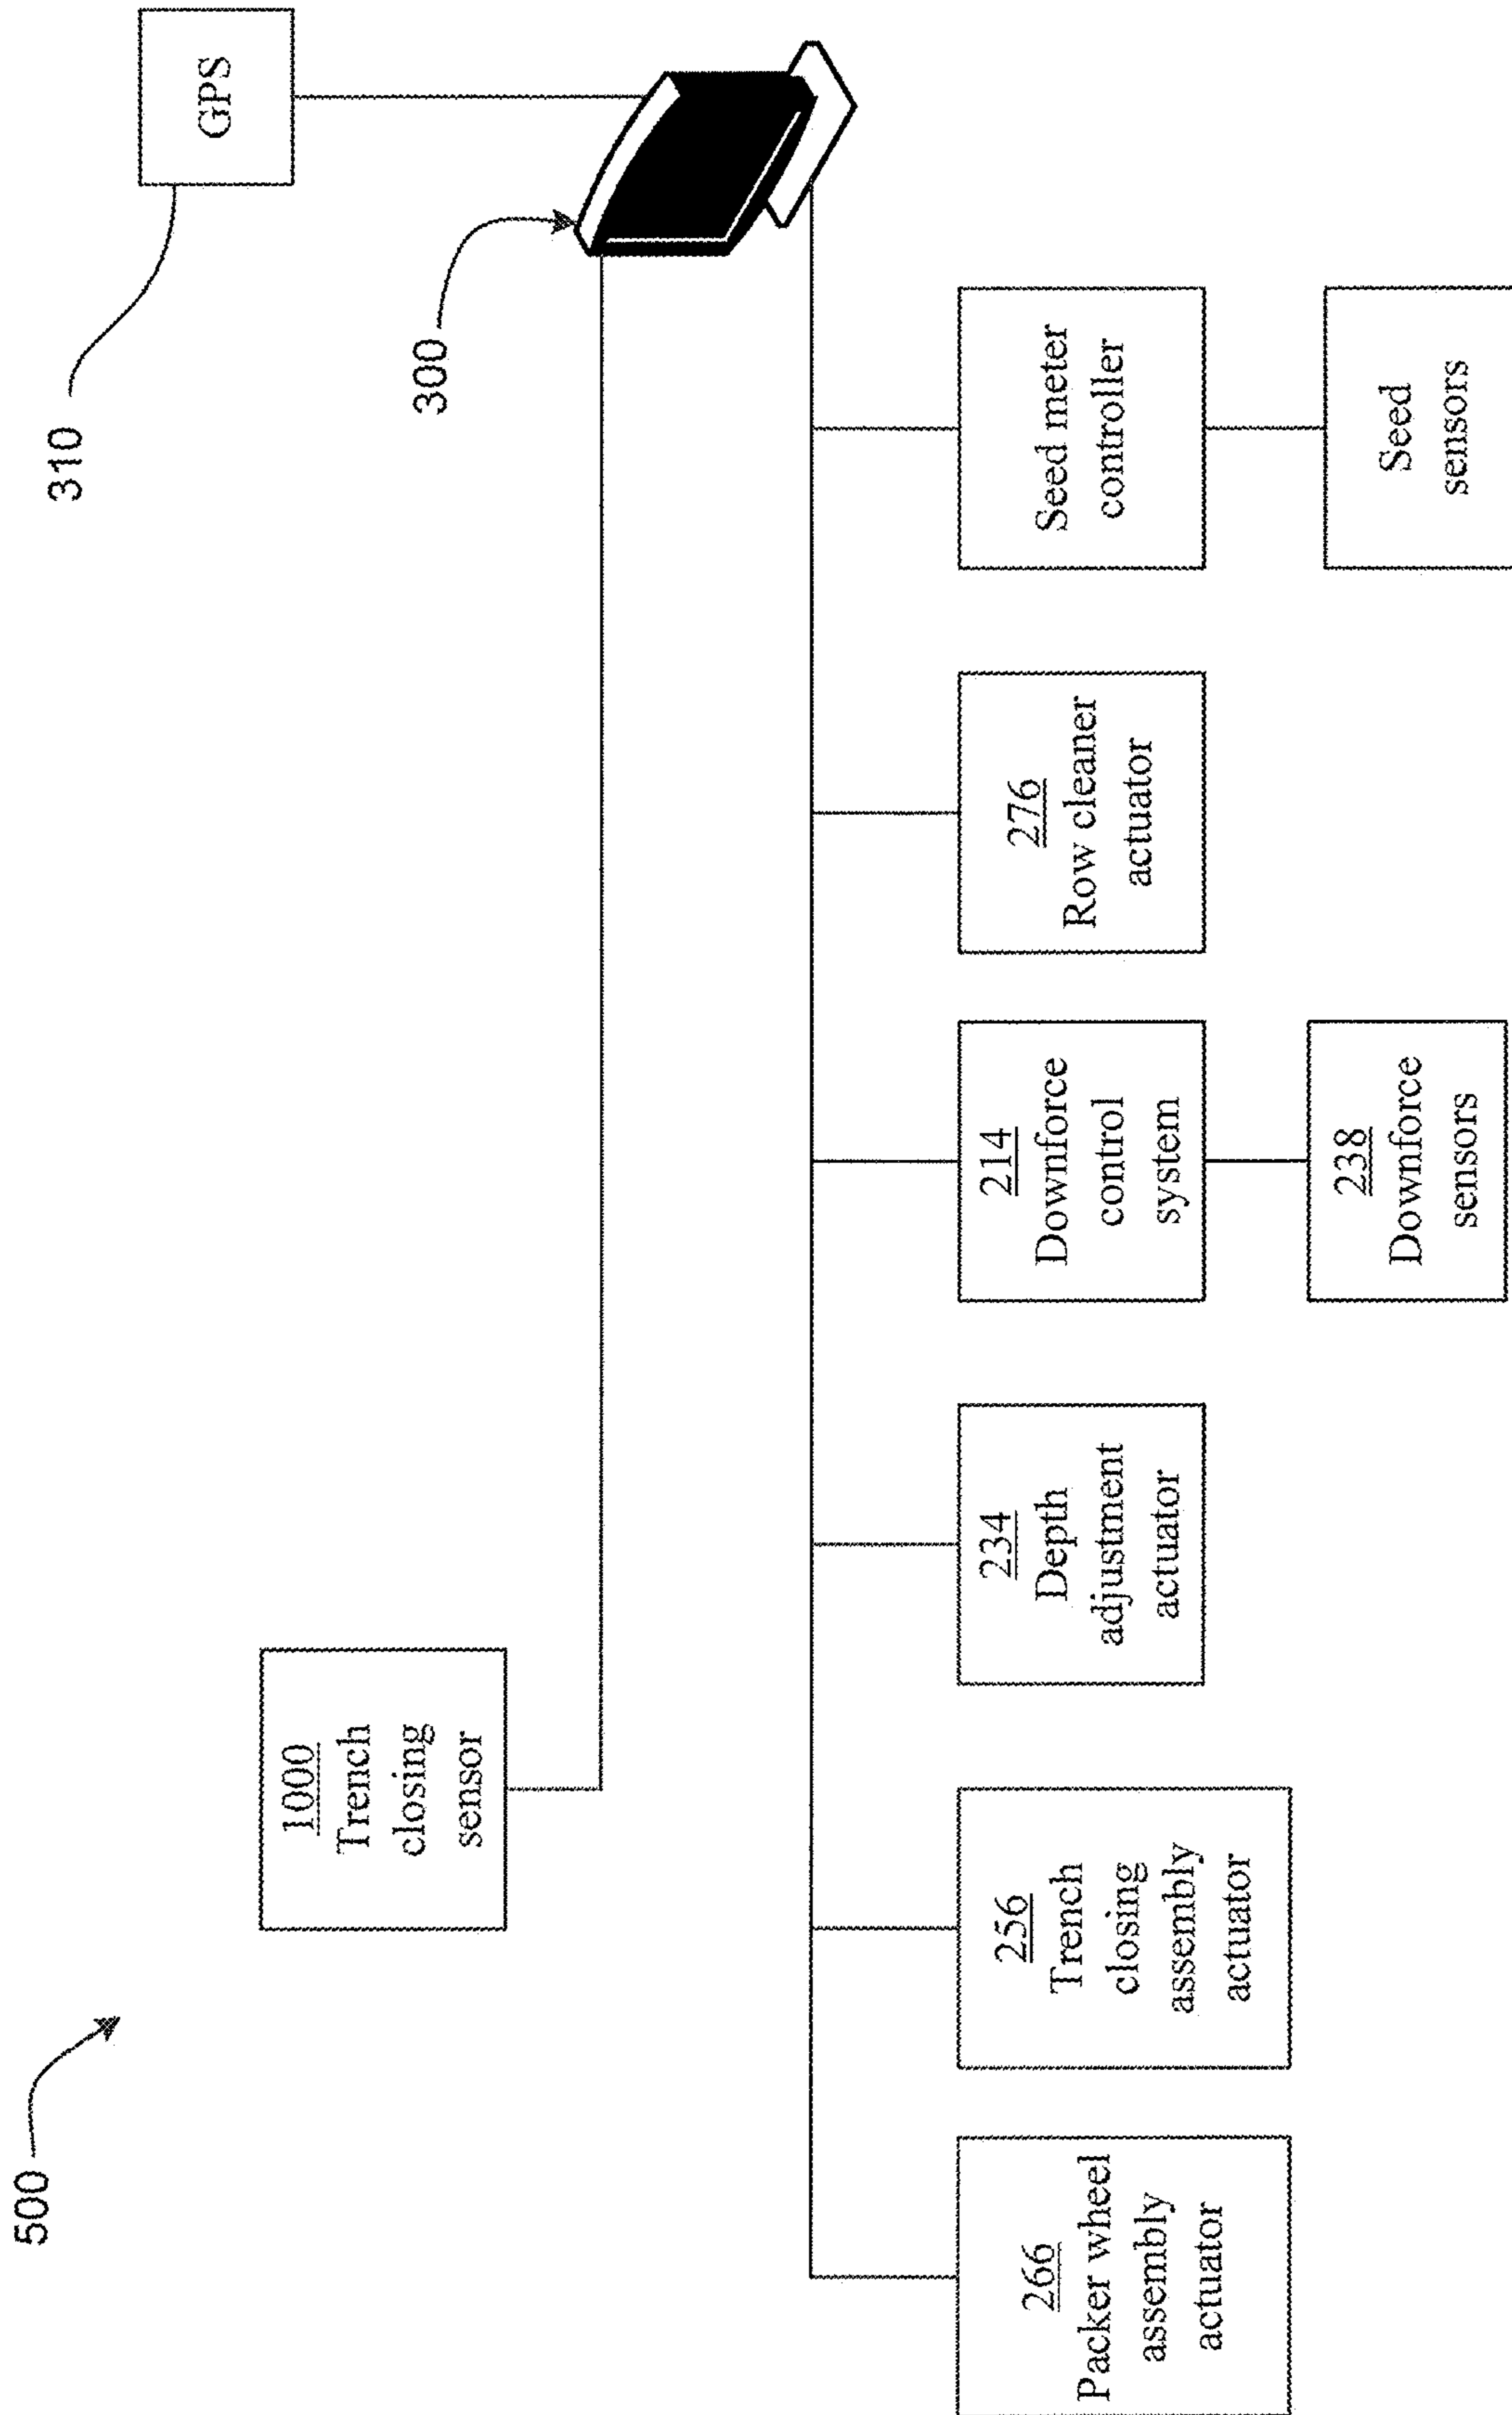 500
1000
Trench
closing
sensor
310
GPS
300
266
Packer wheel
assembly
actuator
256
Trench
closing
assembly
actuator
234
Depth
adjustment
actuator
214
Downforce
control
system
238
Downforce
sensors
276
Row cleaner
actuator
Seed meter
controller
Seed
sensors